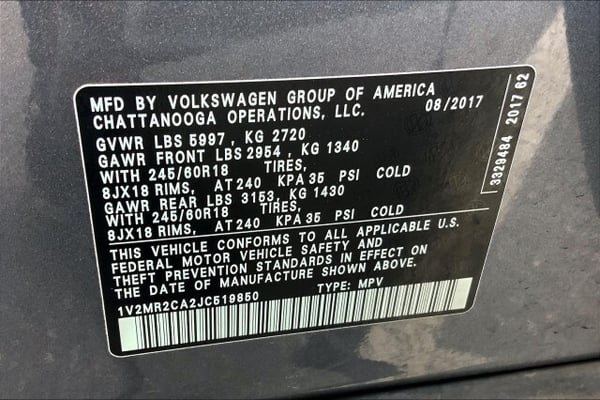 MFD BY VOLKSWAGEN GROUP OF AMERICA
CHATTANOOGA OPERATIONS, LLC. 08/2017
GVWR LBS 5997, KG 2720
GAWR FRONT LBS 2954, KG 1340
WITH 245/60R18 TIRES,
8JX18 RIMS, AT 240 KPA 35 PSI COLD
GAWR REAR LBS 3153, KG 1430
WITH 245/60R18 TIRES,
8JX18 RIMS, AT 240 KPA 35 PSI COLD
THIS VEHICLE CONFORMS TO ALL APPLICABLE U.S.
FEDERAL MOTOR VEHICLE SAFETY AND
THEFT PREVENTION STANDARDS IN EFFECT ON
THE DATE OF MANUFACTURE SHOWN ABOVE.
1V2MR2CA2JC519850 TYPE: MPV
3329484 2017 62